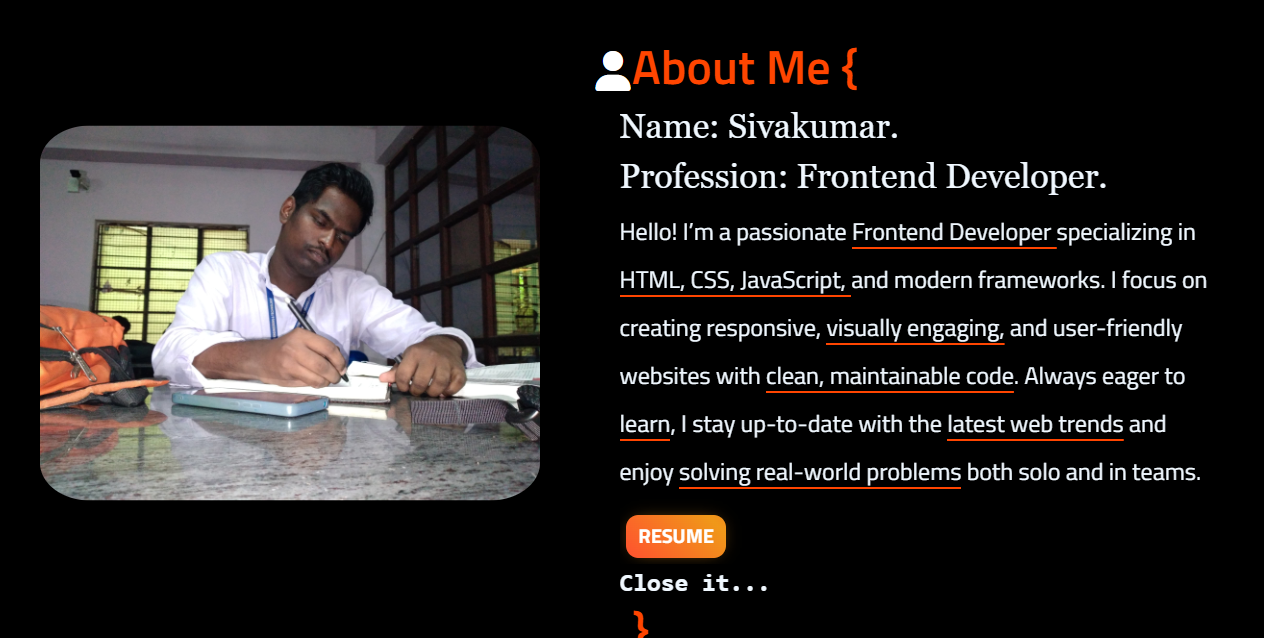 About Me {
Name: Sivakumar.
Profession: Frontend Developer.
Hello! I’m a passionate Frontend Developer specializing in
HTML, CSS, JavaScript, and modern frameworks. I focus on
creating responsive, visually engaging, and user-friendly
websites with clean, maintainable code. Always eager to
learn, I stay up-to-date with the latest web trends and
enjoy solving real-world problems both solo and in teams.
RESUME
Close it...
}